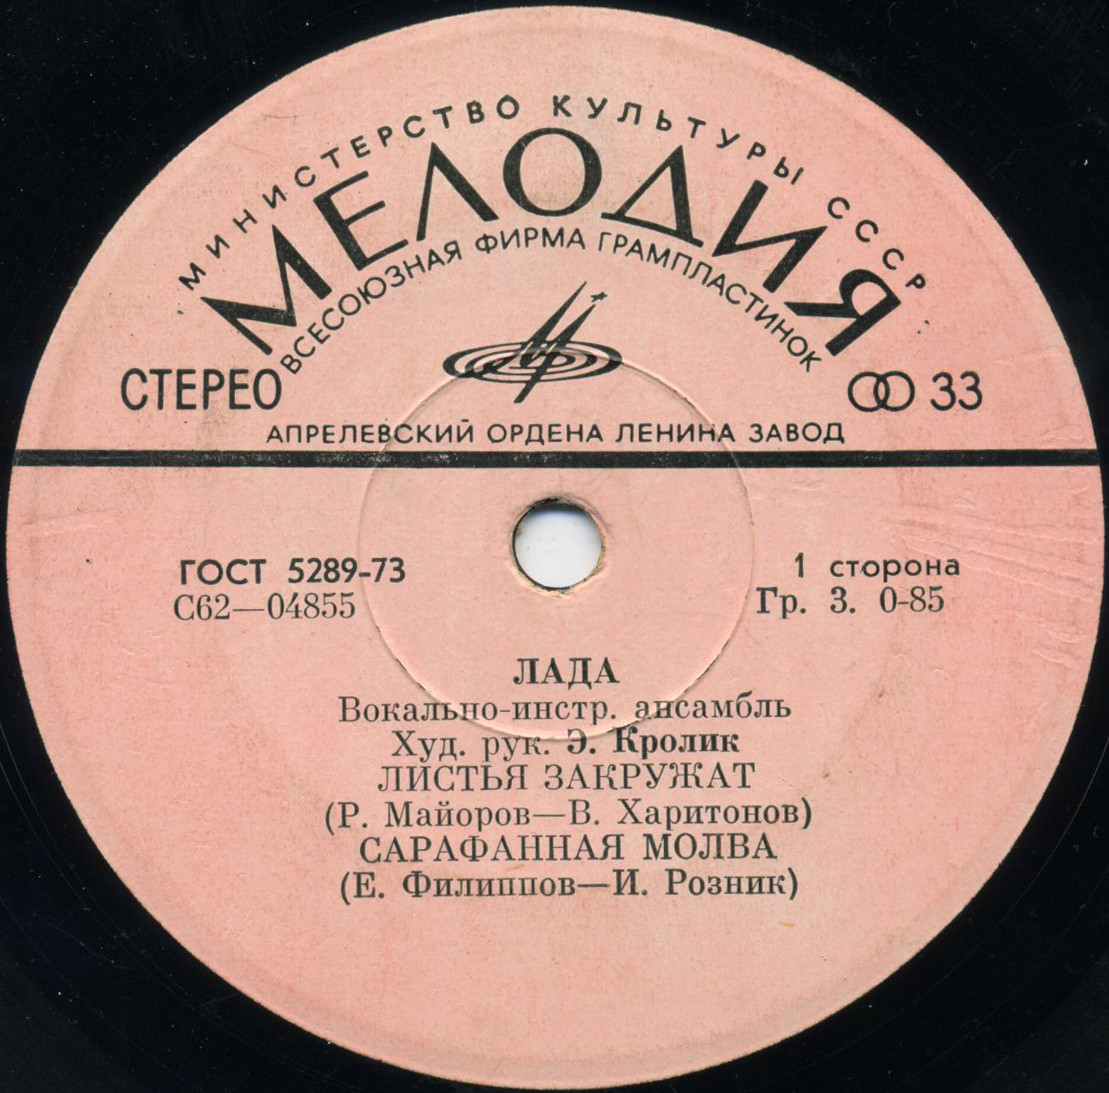 МИНИСТЕРСТВО КУЛЬТУРЫ СССР
МЕЛОДИЯ
ВСЕСОЮЗНАЯ ФИРМА ГРАМПЛАСТИНОК
СТЕРЕО
33
АПРЕЛЕВСКИЙ ОРДЕНА ЛЕНИНА ЗАВОД
ГОСТ 5289-73
1 сторона
С62—04855
Гр. 3. 0-85
ЛАДА
Вокально-инстр. ансамбль
Худ. рук. Э. Кролик
ЛИСТЬЯ ЗАКРУЖАТ
(Р. Майоров—В. Харитонов)
САРАФАННАЯ МОЛВА
(Е. Филиппов—И. Розник)